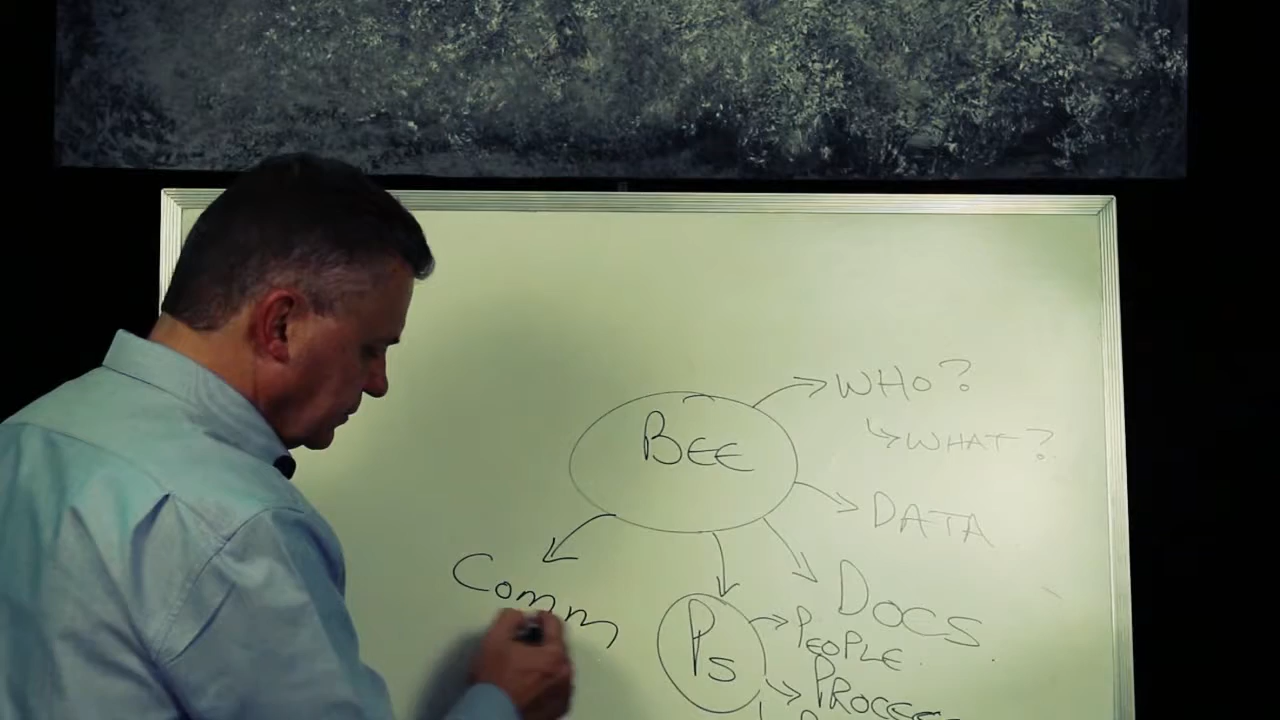 WHO?
WHAT?
BEE
DATA
DOCS
Comm
Ps
PEOPLE
PROCESS